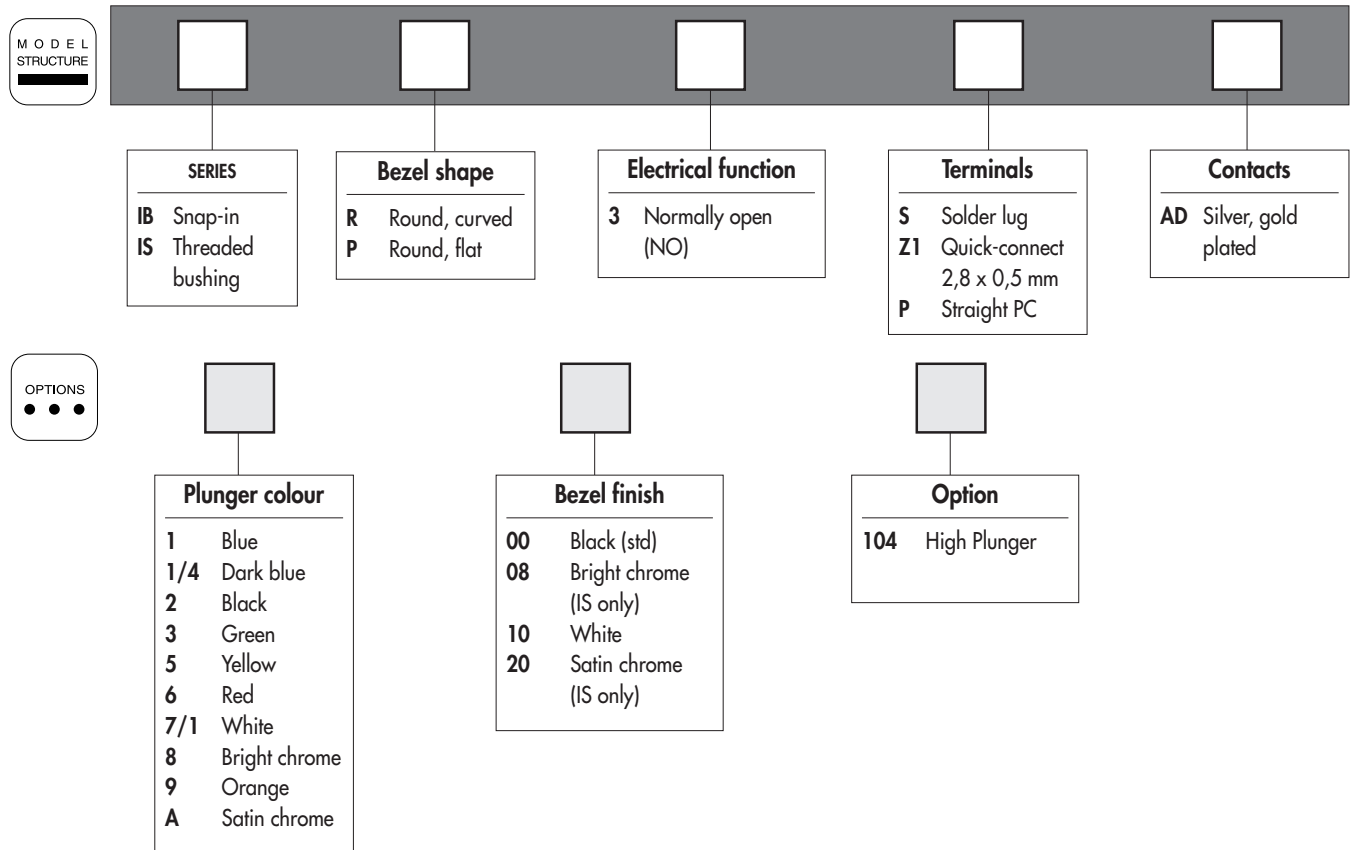 MODEL
STRUCTURE
SERIES
IB Snap-in
IS Threaded
bushing
Bezel shape
R Round, curved
P Round, flat
Electrical function
3 Normally open
(NO)
Terminals
S Solder lug
Z1 Quick-connect
2,8 x 0,5 mm
P Straight PC
Contacts
AD Silver, gold
plated
OPTIONS
Plunger colour
1 Blue
1/4 Dark blue
2 Black
3 Green
5 Yellow
6 Red
7/1 White
8 Bright chrome
9 Orange
A Satin chrome
Bezel finish
00 Black (std)
08 Bright chrome
(IS only)
10 White
20 Satin chrome
(IS only)
Option
104 High Plunger